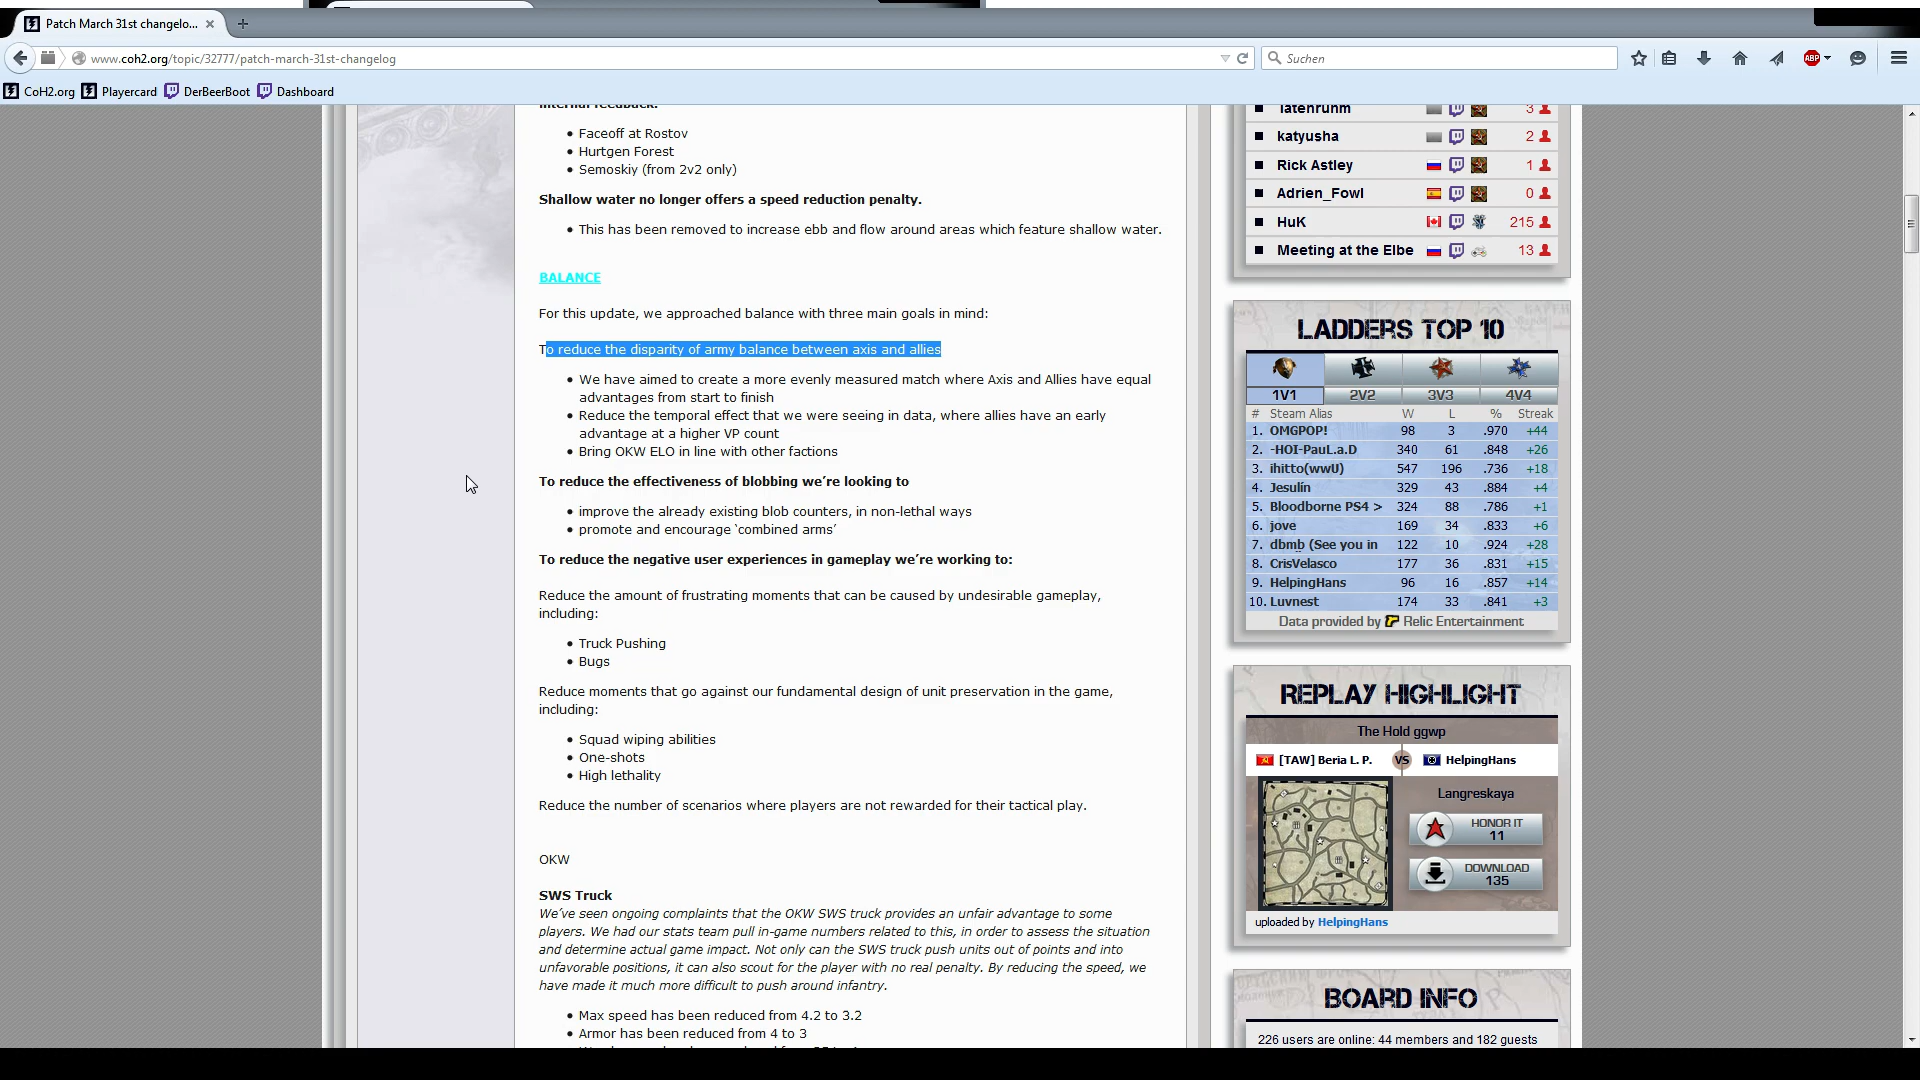 Patch March 31st changelo...
www.coh2.org/topic/32777/patch-march-31st-changelog
Suchen
ABP
CoH2.org Playercard DerBeerBoot Dashboard
internal feedback.
Faceoff at Rostov
Hurtgen Forest
Semoskiy (from 2v2 only)
Shallow water no longer offers a speed reduction penalty.
This has been removed to increase ebb and flow around areas which feature shallow water.
BALANCE
For this update, we approached balance with three main goals in mind:
To reduce the disparity of army balance between axis and allies
We have aimed to create a more evenly measured match where Axis and Allies have equal
advantages from start to finish
Reduce the temporal effect that we were seeing in data, where allies have an early
advantage at a higher VP count
Bring OKW ELO in line with other factions
To reduce the effectiveness of blobbing we’re looking to
improve the already existing blob counters, in non-lethal ways
promote and encourage ‘combined arms’
To reduce the negative user experiences in gameplay we’re working to:
Reduce the amount of frustrating moments that can be caused by undesirable gameplay,
including:
Truck Pushing
Bugs
Reduce moments that go against our fundamental design of unit preservation in the game,
including:
Squad wiping abilities
One-shots
High lethality
Reduce the number of scenarios where players are not rewarded for their tactical play.
OKW
SWS Truck
We’ve seen ongoing complaints that the OKW SWS truck provides an unfair advantage to some
players. We had our stats team pull in-game numbers related to this, in order to assess the situation
and determine actual game impact. Not only can the SWS truck push units out of points and into
unfavorable positions, it can also scout for the player with no real penalty. By reducing the speed, we
have made it much more difficult to push around infantry.
Max speed has been reduced from 4.2 to 3.2
Armor has been reduced from 4 to 3
Tatenruhm 3
katyusha 2
Rick Astley 1
Adrien_Fowl 0
HuK 215
Meeting at the Elbe 13
LADDERS TOP 10
1V1 2V2 3V3 4V4
# Steam Alias W L % Streak
1. OMGPOP! 98 3 .970 +44
2. -HOI-PauL.a.D 340 61 .848 +26
3. ihitto(wwU) 547 196 .736 +18
4. Jesulín 329 43 .884 +4
5. Bloodborne PS4 > 324 88 .786 +1
6. jove 169 34 .833 +6
7. dbmb (See you in 122 10 .924 +28
8. CrisVelasco 177 36 .831 +15
9. HelpingHans 96 16 .857 +14
10. Luvnest 174 33 .841 +3
Data provided by Relic Entertainment
REPLAY HIGHLIGHT
The Hold ggwp
[TAW] Beria L. P. VS HelpingHans
Langreskaya
HONOR IT
11
DOWNLOAD
135
uploaded by HelpingHans
BOARD INFO
226 users are online: 44 members and 182 guests